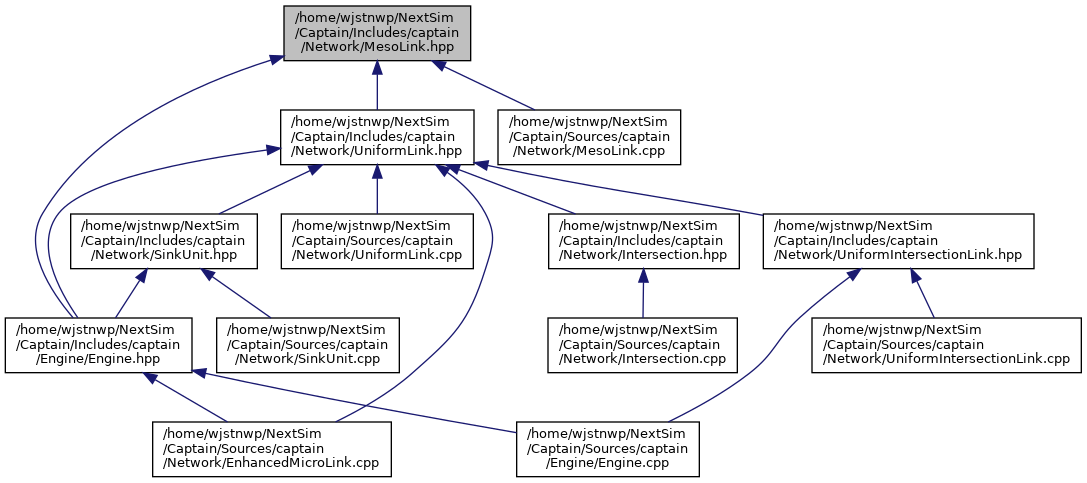 /home/wjstnwp/NextSim
/Captain/Includes/captain
/Network/MesoLink.hpp
/home/wjstnwp/NextSim
/Captain/Includes/captain
/Network/UniformLink.hpp
/home/wjstnwp/NextSim
/Captain/Sources/captain
/Network/MesoLink.cpp
/home/wjstnwp/NextSim
/Captain/Includes/captain
/Network/SinkUnit.hpp
/home/wjstnwp/NextSim
/Captain/Sources/captain
/Network/UniformLink.cpp
/home/wjstnwp/NextSim
/Captain/Includes/captain
/Network/Intersection.hpp
/home/wjstnwp/NextSim
/Captain/Includes/captain
/Network/UniformIntersectionLink.hpp
/home/wjstnwp/NextSim
/Captain/Includes/captain
/Engine/Engine.hpp
/home/wjstnwp/NextSim
/Captain/Sources/captain
/Network/SinkUnit.cpp
/home/wjstnwp/NextSim
/Captain/Sources/captain
/Network/Intersection.cpp
/home/wjstnwp/NextSim
/Captain/Sources/captain
/Network/UniformIntersectionLink.cpp
/home/wjstnwp/NextSim
/Captain/Sources/captain
/Network/EnhancedMicroLink.cpp
/home/wjstnwp/NextSim
/Captain/Sources/captain
/Engine/Engine.cpp